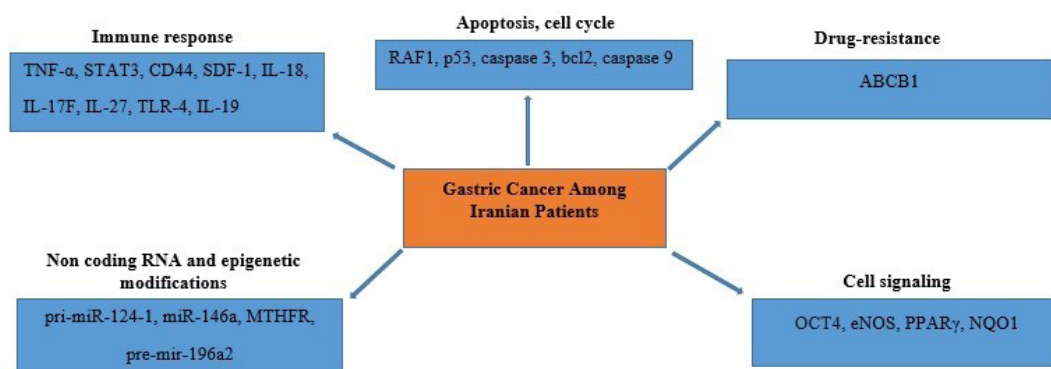 Immune response
TNF-α, STAT3, CD44, SDF-1, IL-18,
IL-17F, IL-27, TLR-4, IL-19
Apoptosis, cell cycle
RAF1, p53, caspase 3, bcl2, caspase 9
Drug-resistance
ABCB1
Gastric Cancer Among
Iranian Patients
Non coding RNA and epigenetic
modifications
pri-miR-124-1, miR-146a, MTHFR,
pre-mir-196a2
Cell signaling
OCT4, eNOS, PPARγ, NQO1